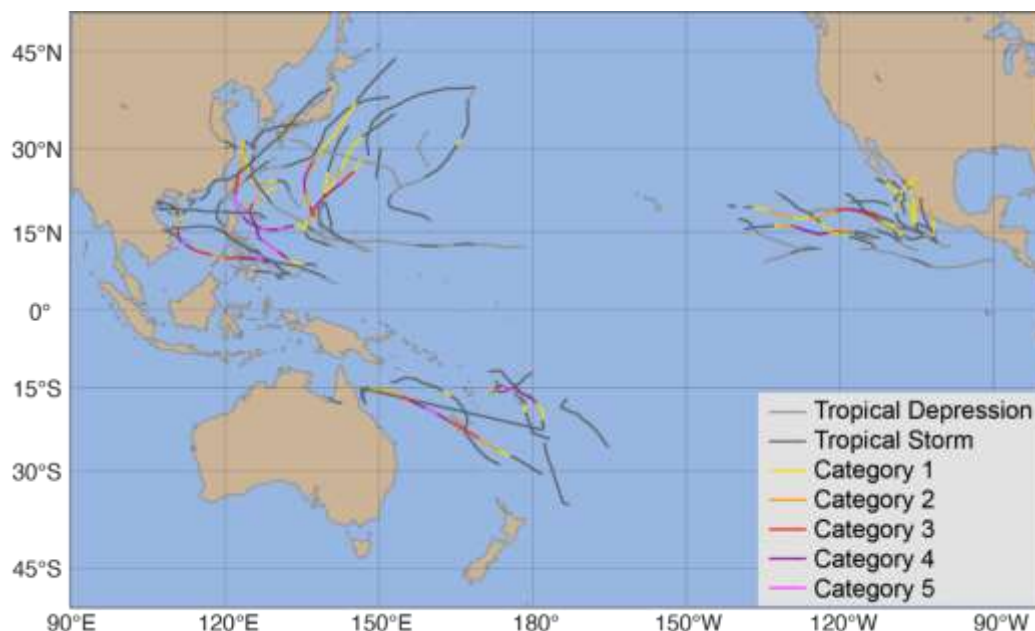 45°N
30°N
15°N
0°
15°S
30°S
45°S
Tropical Depression
Tropical Storm
Category 1
Category 2
Category 3
Category 4
Category 5
90°E 120°E 150°E 180° 150°W 120°W 90°W